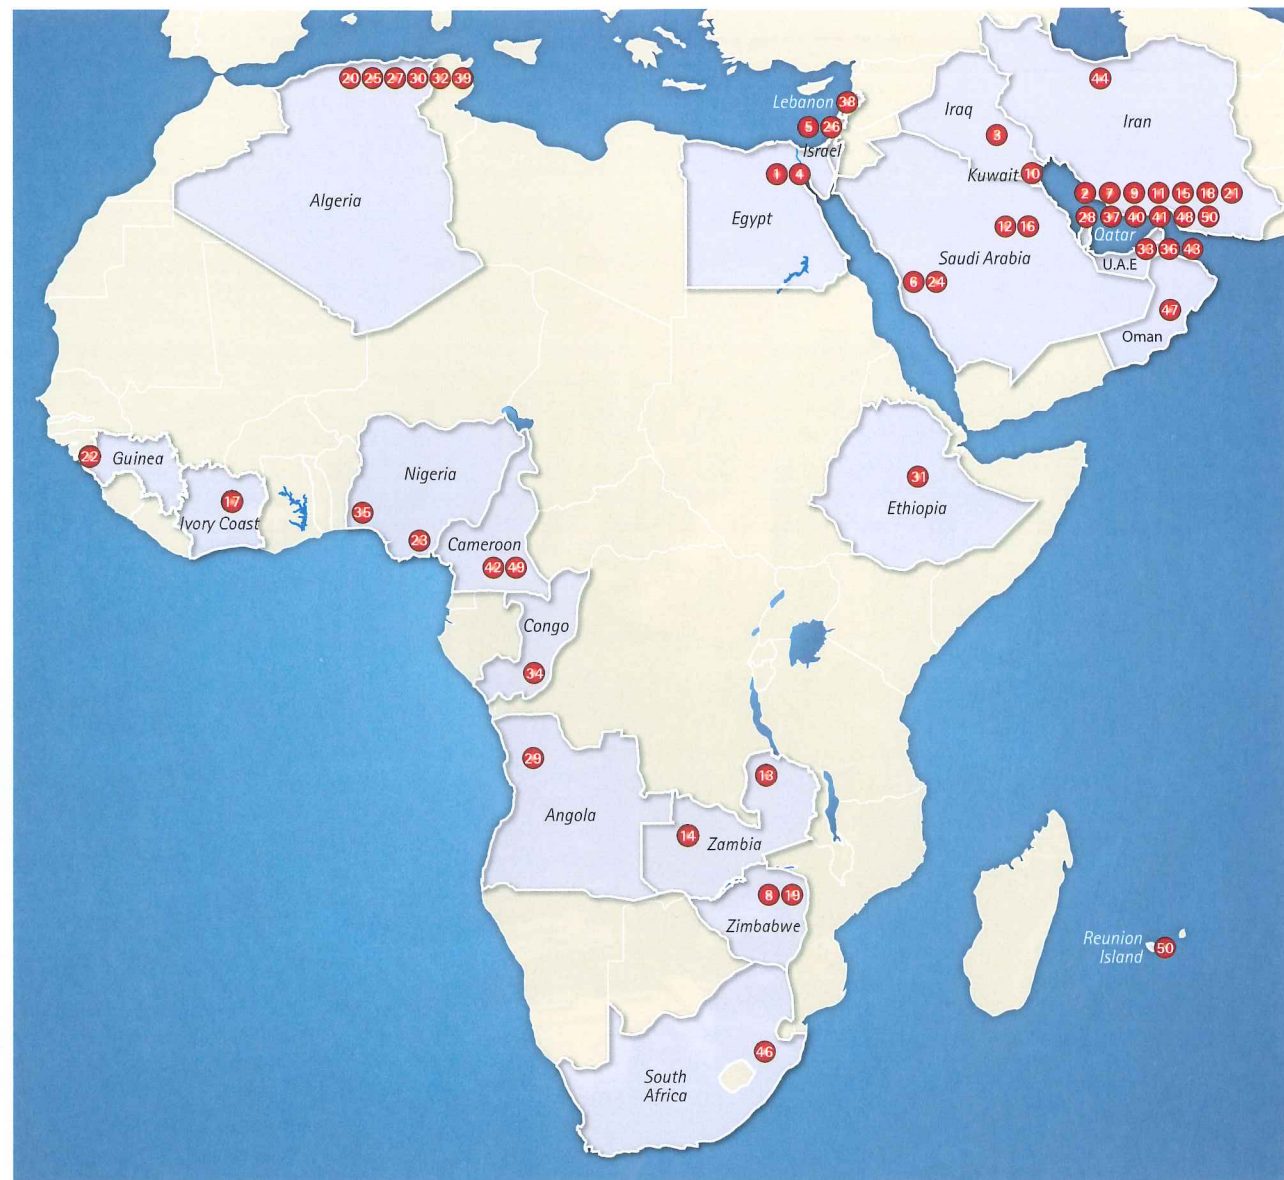 20 25 27 30 32 39
44
Lebanon 38
Iraq
Iran
5 26
3
Israel
1 4
Kuwait 10
Algeria
2 7 9 11 15 18 21
Egypt
28 37 40 41 48 50
12 16
Qatar
33 36 43
Saudi Arabia
U.A.E
6 24
47
Oman
22 Guinea
Nigeria
31
17
Ethiopia
35
Ivory Coast
23
Cameroon
42 49
Congo
34
29
13
Angola
14
Zambia
8 19
Zimbabwe
Reunion
Island
50
46
South
Africa